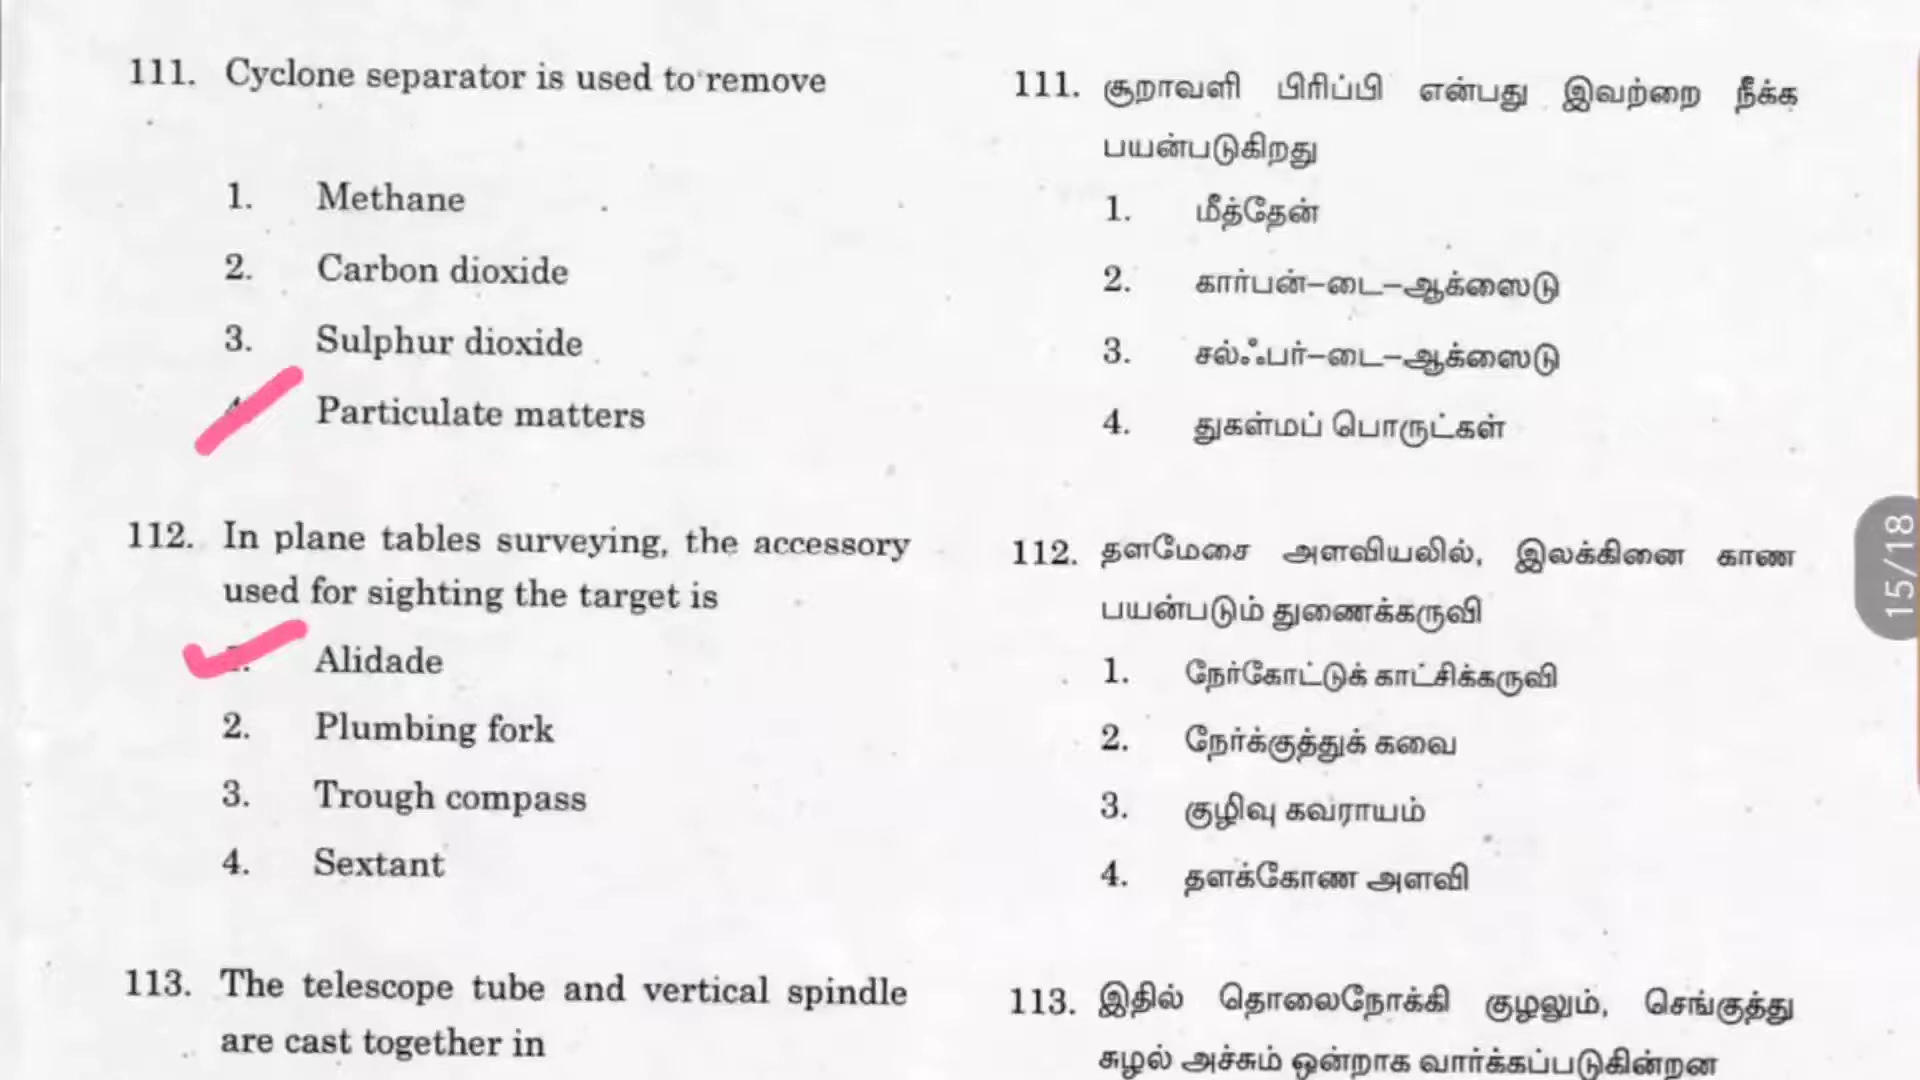 111. Cyclone separator is used to remove
1. Methane
2. Carbon dioxide
3. Sulphur dioxide
Particulate matters
112. In plane tables surveying, the accessory
used for sighting the target is
Alidade
2. Plumbing fork
3. Trough compass
4. Sextant
113. The telescope tube and vertical spindle
are cast together in
111. சூறாவளி பிரிப்பி என்பது இவற்றை நீக்க
பயன்படுகிறது
1. மீத்தேன்
2. கார்பன்–டை–ஆக்ஸைடு
3. சல்ஃபர்–டை–ஆக்ஸைடு
4. துகள்மப் பொருட்கள்
112. தளமேசை அளவியலில், இலக்கினை காண
பயன்படும் துணைக்கருவி
1. நேர்கோட்டுக் காட்சிக்கருவி
2. நேர்க்குத்துக் கவை
3. குழிவு கவராயம்
4. தளக்கோண அளவி
113. இதில் தொலைநோக்கி குழலும், செங்குத்து
சுழல் அச்சும் ஒன்றாக வார்க்கப்படுகின்றன
15/18